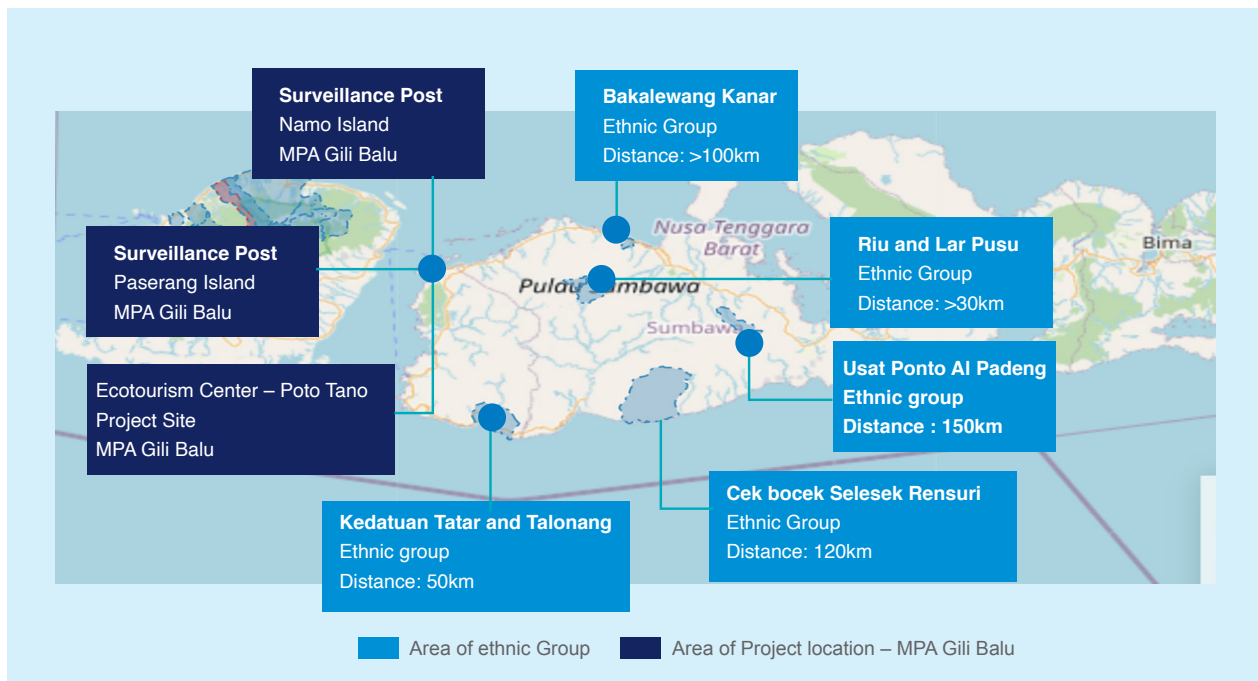 Surveillance Post
Namo Island
MPA Gili Balu
Bakalewang Kanar
Ethnic Group
Distance: >100km
Surveillance Post
Paserang Island
MPA Gili Balu
Riu and Lar Pusu
Ethnic Group
Distance: >30km
Nusa Tenggara
Barat
Bima
Pulau Sumbawa
Sumbawa
Usat Ponto Al Padeng
Ethnic group
Distance : 150km
Ecotourism Center – Poto Tano
Project Site
MPA Gili Balu
Kedatuan Tatar and Talonang
Ethnic group
Distance: 50km
Cek bocek Selesek Rensuri
Ethnic Group
Distance: 120km
Area of ethnic Group
Area of Project location – MPA Gili Balu